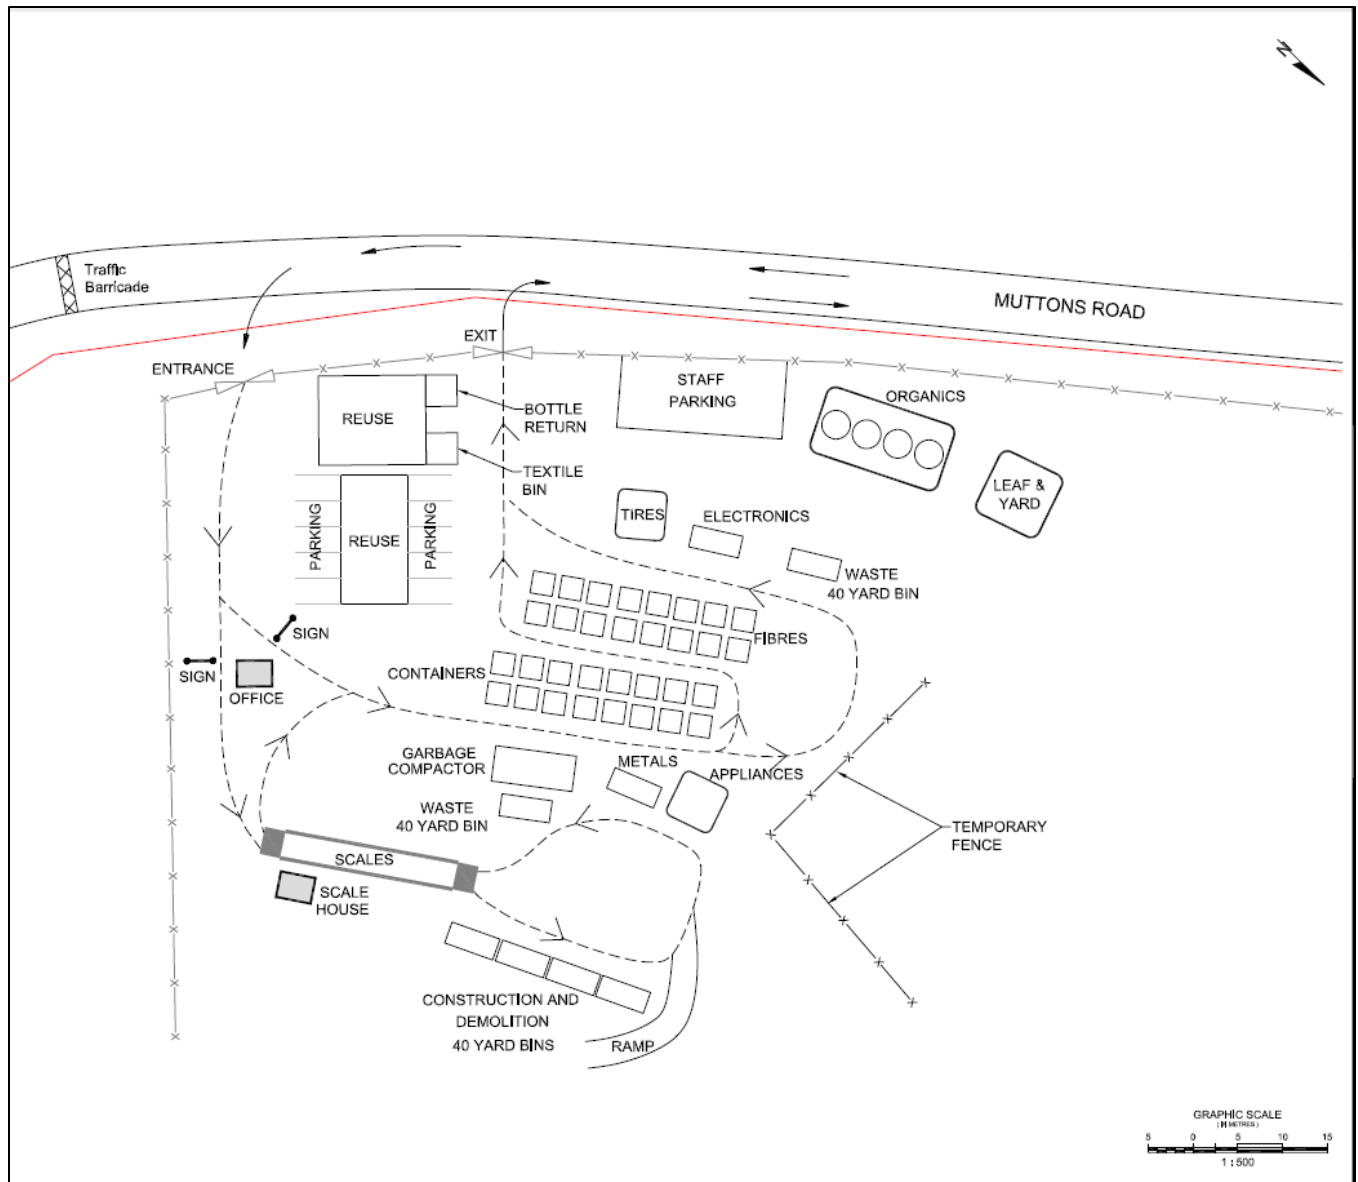 N
Traffic
Barricade
MUTTONS ROAD
EXIT
ENTRANCE
STAFF
PARKING
ORGANICS
REUSE
BOTTLE
RETURN
TEXTILE
BIN
LEAF &
YARD
TIRES
ELECTRONICS
PARKING
REUSE
PARKING
WASTE
40 YARD BIN
SIGN
FIBRES
SIGN
OFFICE
CONTAINERS
GARBAGE
COMPACTOR
METALS
APPLIANCES
WASTE
40 YARD BIN
TEMPORARY
FENCE
SCALES
SCALE
HOUSE
CONSTRUCTION AND
DEMOLITION
40 YARD BINS
RAMP
GRAPHIC SCALE
( IN METRES )
5 0 5 10 15
1 : 500